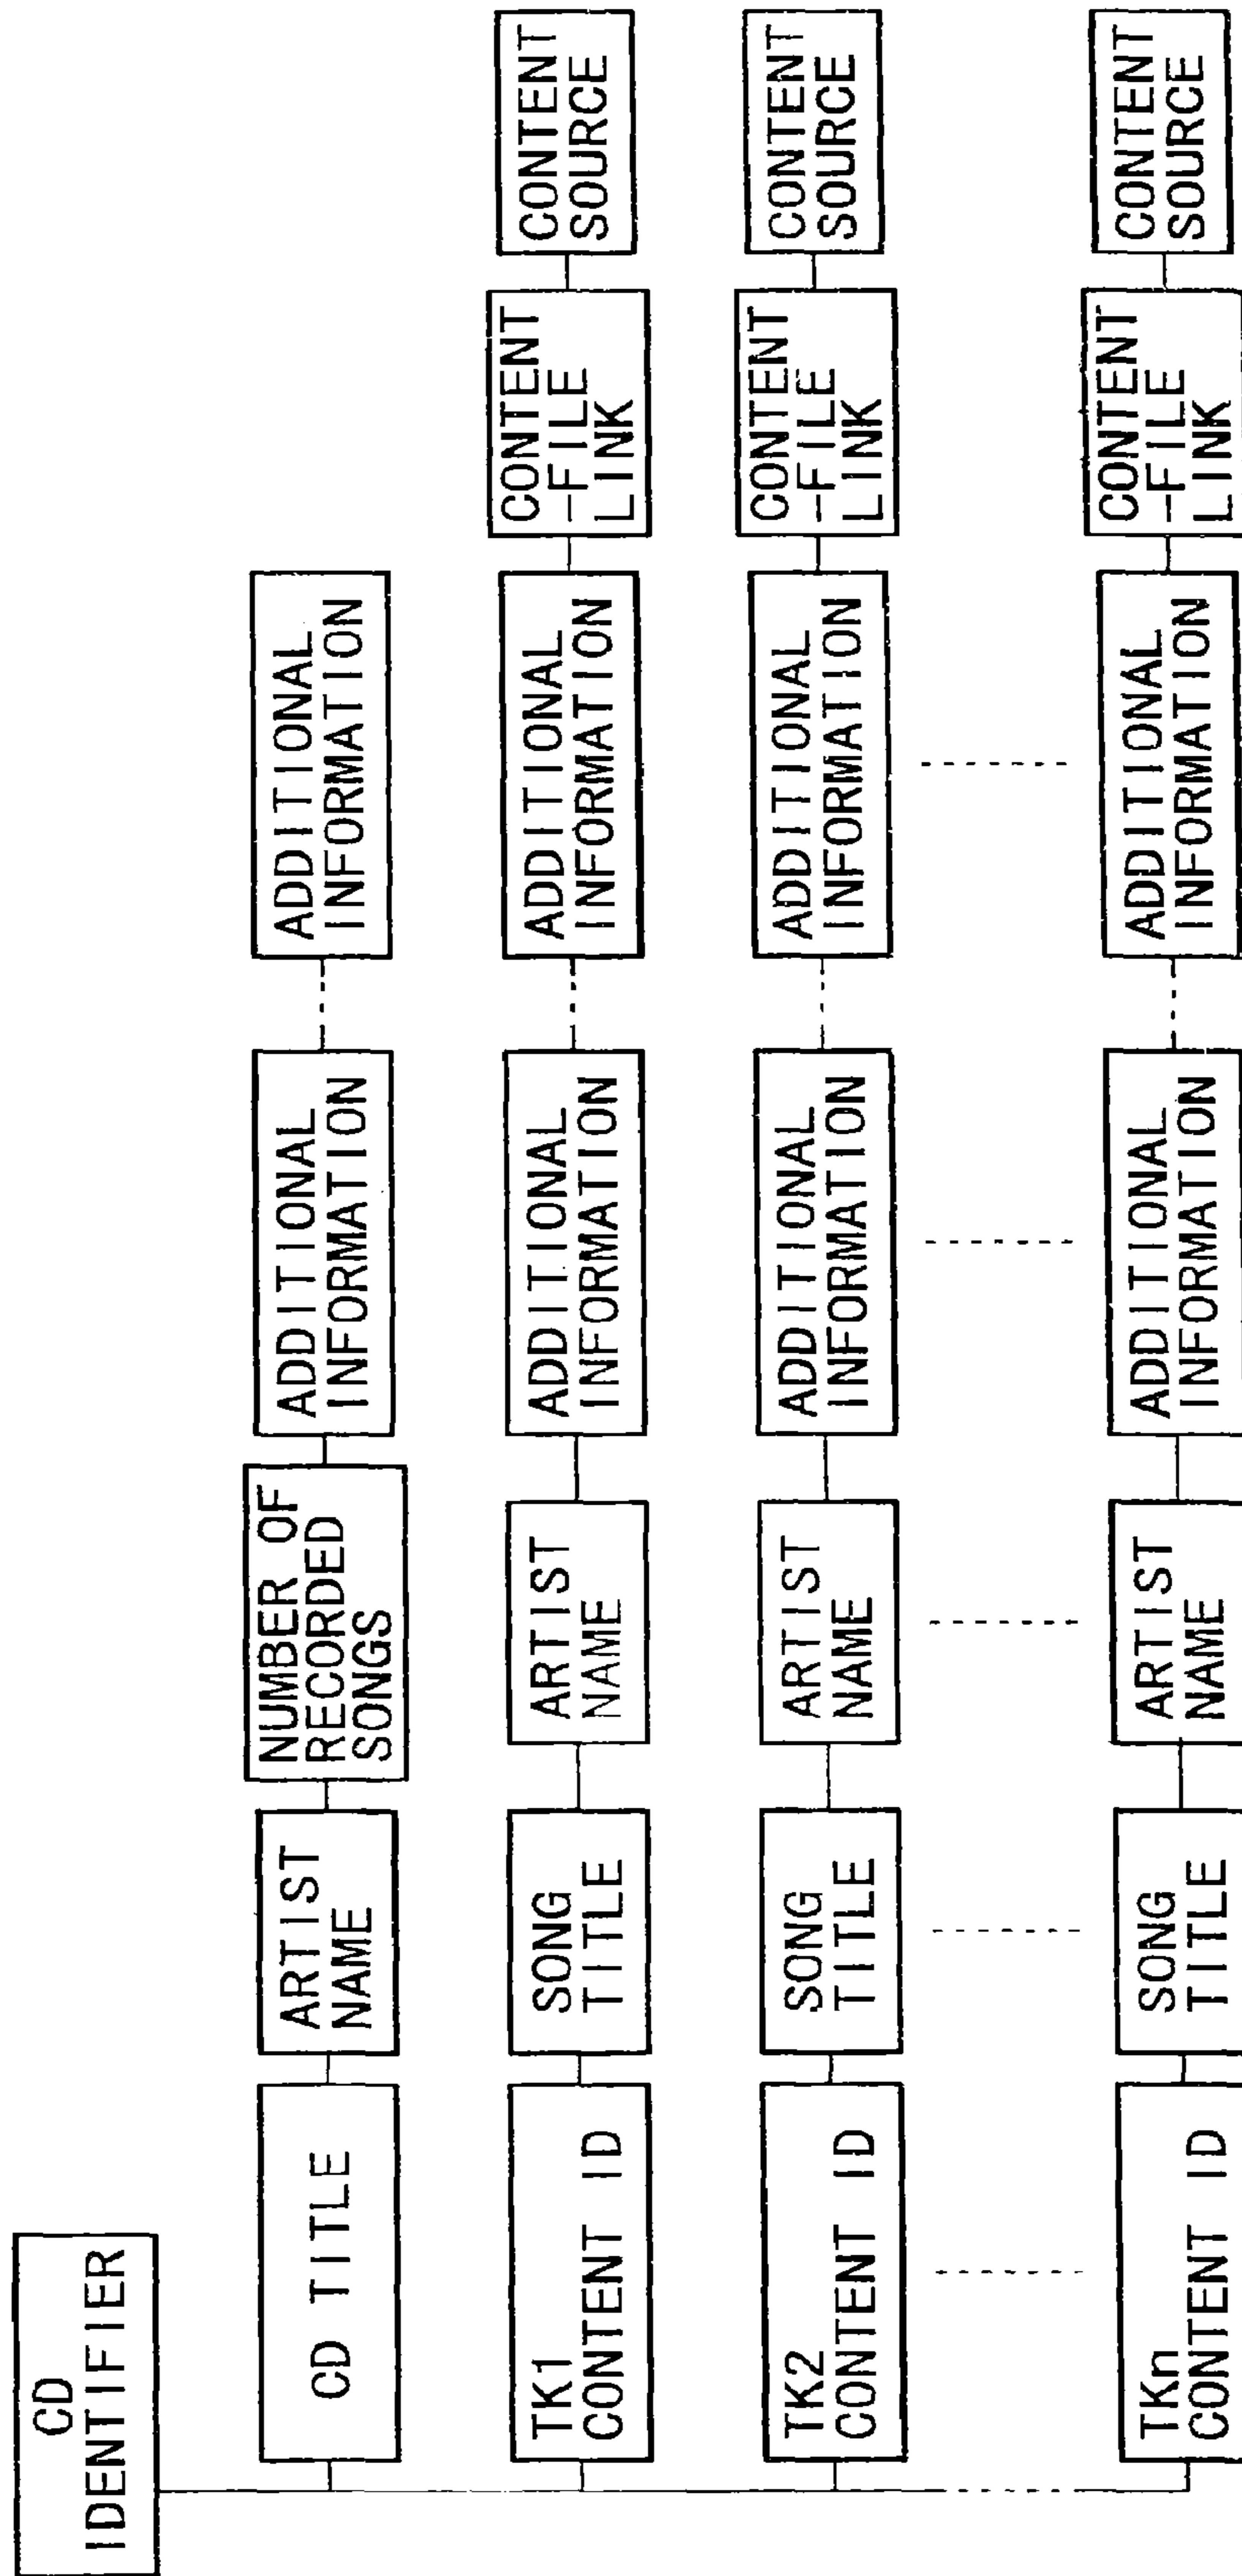 CD
IDENTIFIER
CD TITLE
ARTIST
NAME
NUMBER OF
RECORDED
SONGS
ADDITIONAL
INFORMATION
ADDITIONAL
INFORMATION
TK1
CONTENT ID
SONG
TITLE
ARTIST
NAME
ADDITIONAL
INFORMATION
ADDITIONAL
INFORMATION
CONTENT
-FILE
LINK
CONTENT
SOURCE
TK2
CONTENT ID
SONG
TITLE
ARTIST
NAME
ADDITIONAL
INFORMATION
ADDITIONAL
INFORMATION
CONTENT
-FILE
LINK
CONTENT
SOURCE
TKn
CONTENT ID
SONG
TITLE
ARTIST
NAME
ADDITIONAL
INFORMATION
ADDITIONAL
INFORMATION
CONTENT
-FILE
LINK
CONTENT
SOURCE